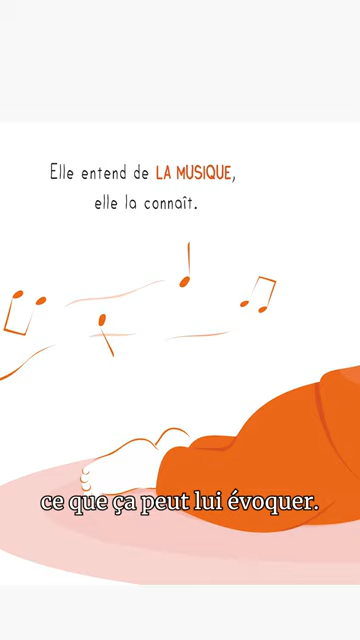 Elle entend de LA MUSIQUE,
elle la connaît.
ce que ça peut lui évoquer.